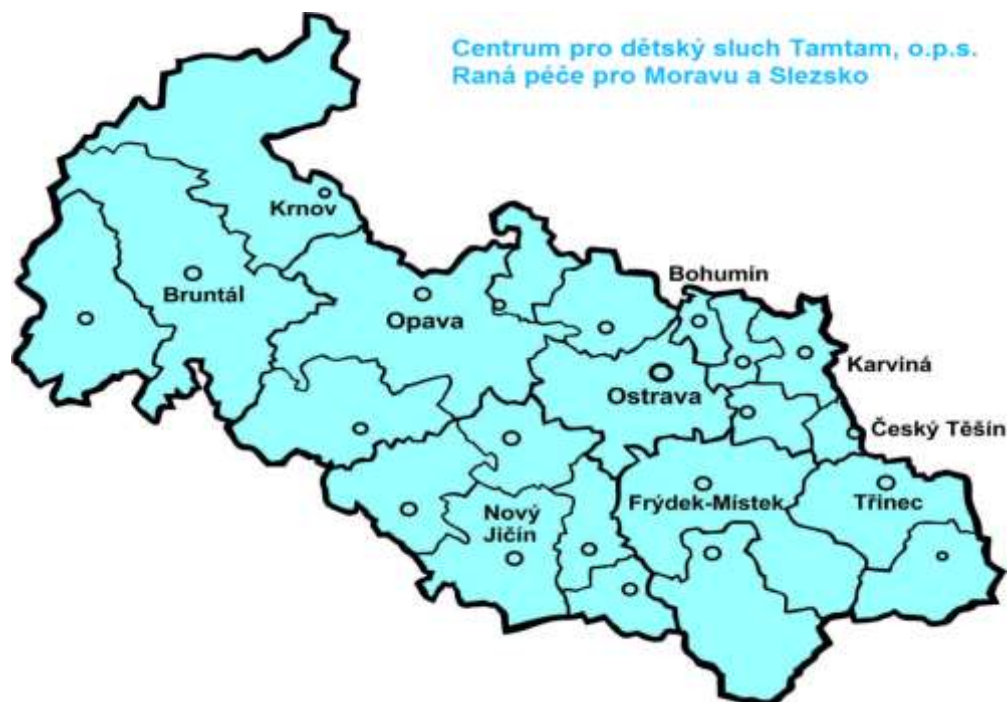 Centrum pro dětský sluch Tamtam, o.p.s.
Raná péče pro Moravu a Slezsko
Krnov
Bohumín
Bruntál
Opava
Karviná
Ostrava
Český Těšín
Frýdek-Místek
Třinec
Nový
Jičín